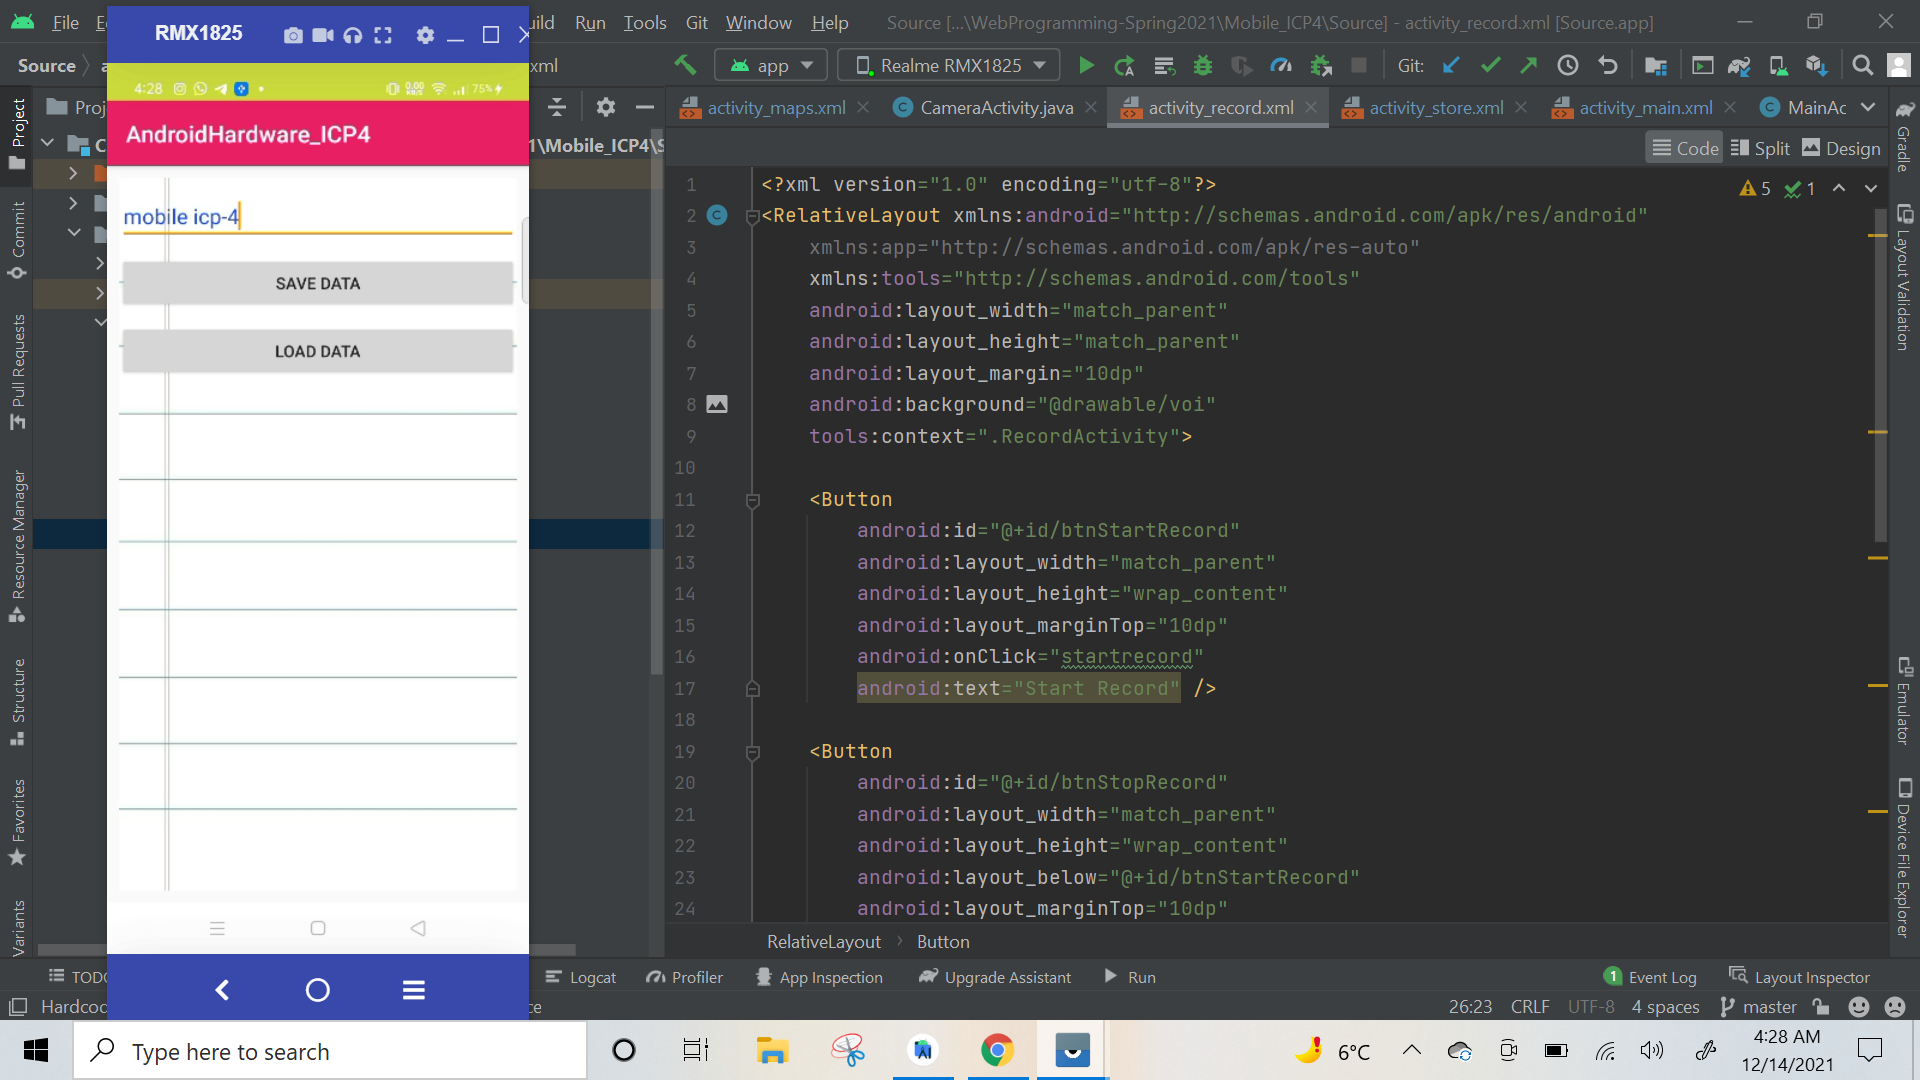 File
E
uild
Run
Tools
Git
Window
Help
Source [...\WebProgramming-Spring2021\Mobile_ICP4\Source] - activity_record.xml [Source.app]
Source
xml
app
Realme RMX1825
Git:
RMX1825
4:28
0.00
KB/S
75%
AndroidHardware_ICP4
mobile icp-4
SAVE DATA
LOAD DATA
Proj
1\Mobile_ICP4\S
activity_maps.xml
CameraActivity.java
activity_record.xml
activity_store.xml
activity_main.xml
MainAc
Code
Split
Design
5
1
1 <?xml version="1.0" encoding="utf-8"?>
2 <RelativeLayout xmlns:android="http://schemas.android.com/apk/res/android"
3 xmlns:app="http://schemas.android.com/apk/res-auto"
4 xmlns:tools="http://schemas.android.com/tools"
5 android:layout_width="match_parent"
6 android:layout_height="match_parent"
7 android:layout_margin="10dp"
8 android:background="@drawable/voi"
9 tools:context=".RecordActivity">
10
11 <Button
12 android:id="@+id/btnStartRecord"
13 android:layout_width="match_parent"
14 android:layout_height="wrap_content"
15 android:layout_marginTop="10dp"
16 android:onClick="startrecord"
17 android:text="Start Record" />
18
19 <Button
20 android:id="@+id/btnStopRecord"
21 android:layout_width="match_parent"
22 android:layout_height="wrap_content"
23 android:layout_below="@+id/btnStartRecord"
24 android:layout_marginTop="10dp"
RelativeLayout
Button
Project
Commit
Pull Requests
Resource Manager
Structure
Favorites
Variants
Gradle
Layout Validation
Emulator
Device File Explorer
TODO
Logcat
Profiler
App Inspection
Upgrade Assistant
Run
1 Event Log
Layout Inspector
Hardcod
ce
26:23
CRLF
UTF-8
4 spaces
master
Type here to search
AI
6°C
4:28 AM
12/14/2021